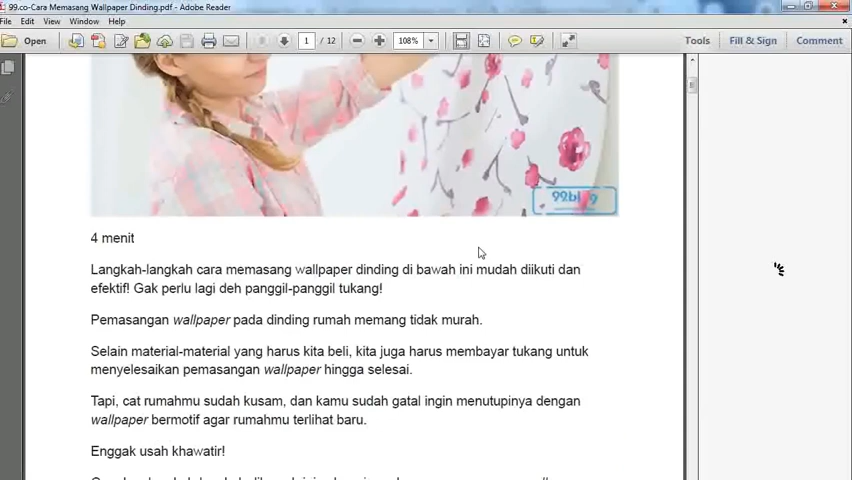 99.co-Cara Memasang Wallpaper Dinding.pdf - Adobe Reader
File Edit View Window Help
Open 1 / 12 108% Tools Fill & Sign Comment
4 menit
Langkah-langkah cara memasang wallpaper dinding di bawah ini mudah diikuti dan
efektif! Gak perlu lagi deh panggil-panggil tukang!
Pemasangan wallpaper pada dinding rumah memang tidak murah.
Selain material-material yang harus kita beli, kita juga harus membayar tukang untuk
menyelesaikan pemasangan wallpaper hingga selesai.
Tapi, cat rumahmu sudah kusam, dan kamu sudah gatal ingin menutupinya dengan
wallpaper bermotif agar rumahmu terlihat baru.
Enggak usah khawatir!